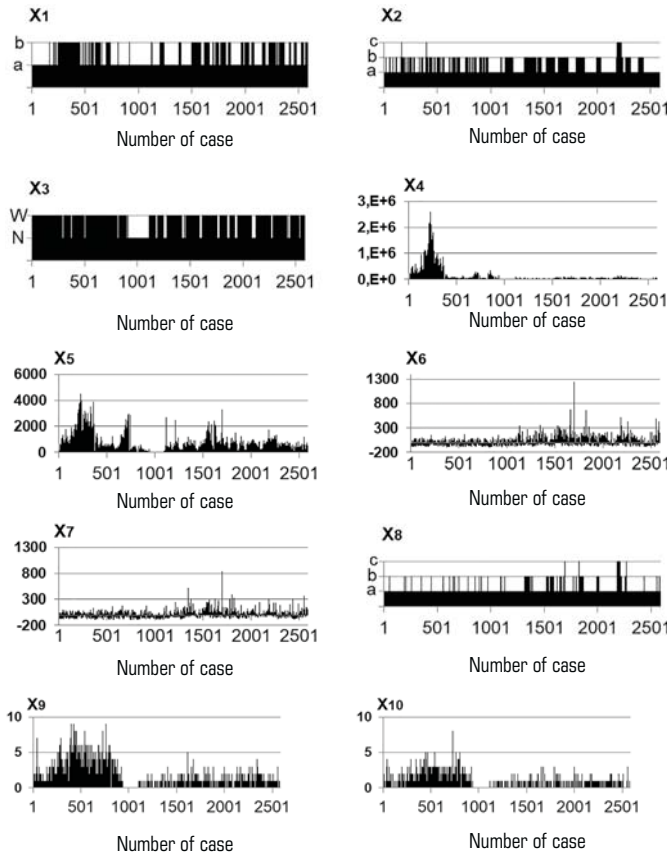 X1
b
a
1 501 1001 1501 2001 2501
Number of case
X2
c
b
a
1 501 1001 1501 2001 2501
Number of case
X3
W
N
1 501 1001 1501 2001 2501
Number of case
X4
3,E+6
2,E+6
1,E+6
0,E+0
1 501 1001 1501 2001 2501
Number of case
X5
6000
4000
2000
0
1 501 1001 1501 2001 2501
Number of case
X6
1300
800
300
-200
1 501 1001 1501 2001 2501
Number of case
X7
1300
800
300
-200
1 501 1001 1501 2001 2501
Number of case
X8
c
b
a
1 501 1001 1501 2001 2501
Number of case
X9
10
5
0
1 501 1001 1501 2001 2501
Number of case
X10
10
5
0
1 501 1001 1501 2001 2501
Number of case